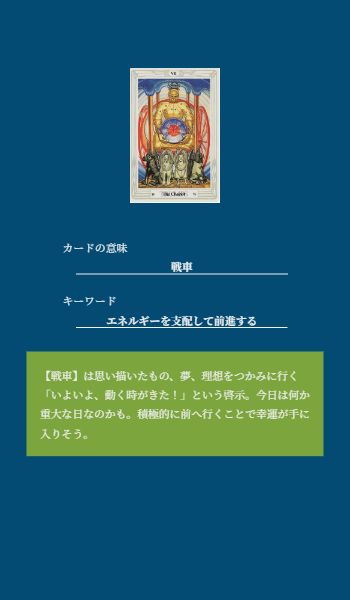 VII
The Chariot
カードの意味
戦車
キーワード
エネルギーを支配して前進する
【戦車】は思い描いたもの、夢、理想をつかみに行く
「いよいよ、動く時がきた！」という啓示。今日は何か
重大な日なのかも。積極的に前へ行くことで幸運が手に
入りそう。